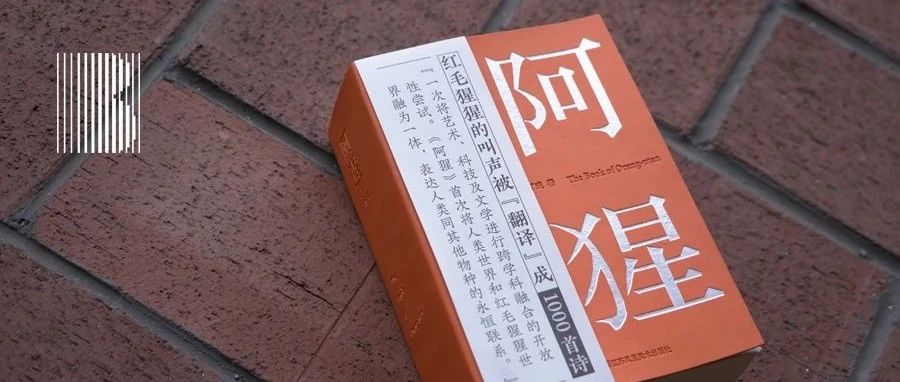 阿猩
The Book of Orang-utan
红毛猩猩的叫声被『翻译』成1000首诗
『一次将艺术、科技及文学进行跨学科融合的开放
性尝试。《阿猩》首次将人类世界和红毛猩猩世
界融为一体，表达人类同其他物种的永恒联系。』